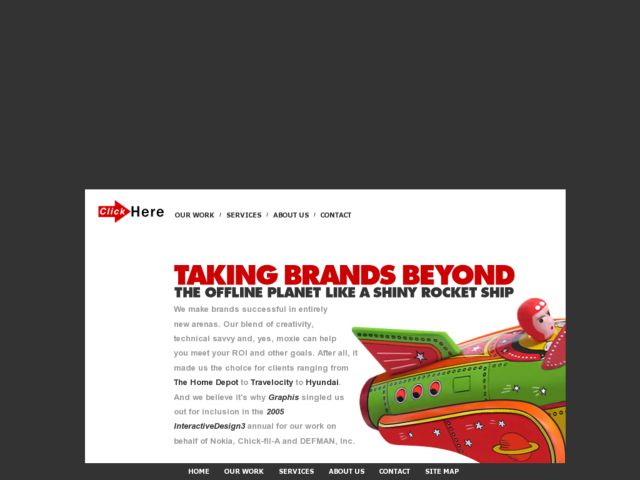 Click Here
OUR WORK / SERVICES / ABOUT US / CONTACT
TAKING BRANDS BEYOND
THE OFFLINE PLANET LIKE A SHINY ROCKET SHIP
We make brands successful in entirely
new arenas. Our blend of creativity,
technical savvy and, yes, moxie can help
you meet your ROI and other goals. After all, it
made us the choice for clients ranging from
The Home Depot to Travelocity to Hyundai.
And we believe it's why Graphis singled us
out for inclusion in the 2005
InteractiveDesign3 annual for our work on
behalf of Nokia, Chick-fil-A and DEFMAN, Inc.
HOME OUR WORK SERVICES ABOUT US CONTACT SITE MAP